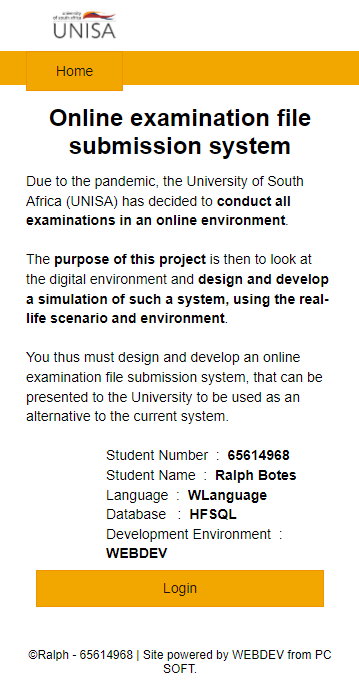 university
of south africa
UNISA
Home
Online examination file
submission system
Due to the pandemic, the University of South
Africa (UNISA) has decided to conduct all
examinations in an online environment.
The purpose of this project is then to look at
the digital environment and design and develop
a simulation of such a system, using the real-
life scenario and environment.
You thus must design and develop an online
examination file submission system, that can be
presented to the University to be used as an
alternative to the current system.
Student Number : 65614968
Student Name : Ralph Botes
Language : WLanguage
Database : HFSQL
Development Environment :
WEBDEV
Login
©Ralph - 65614968 | Site powered by WEBDEV from PC
SOFT.